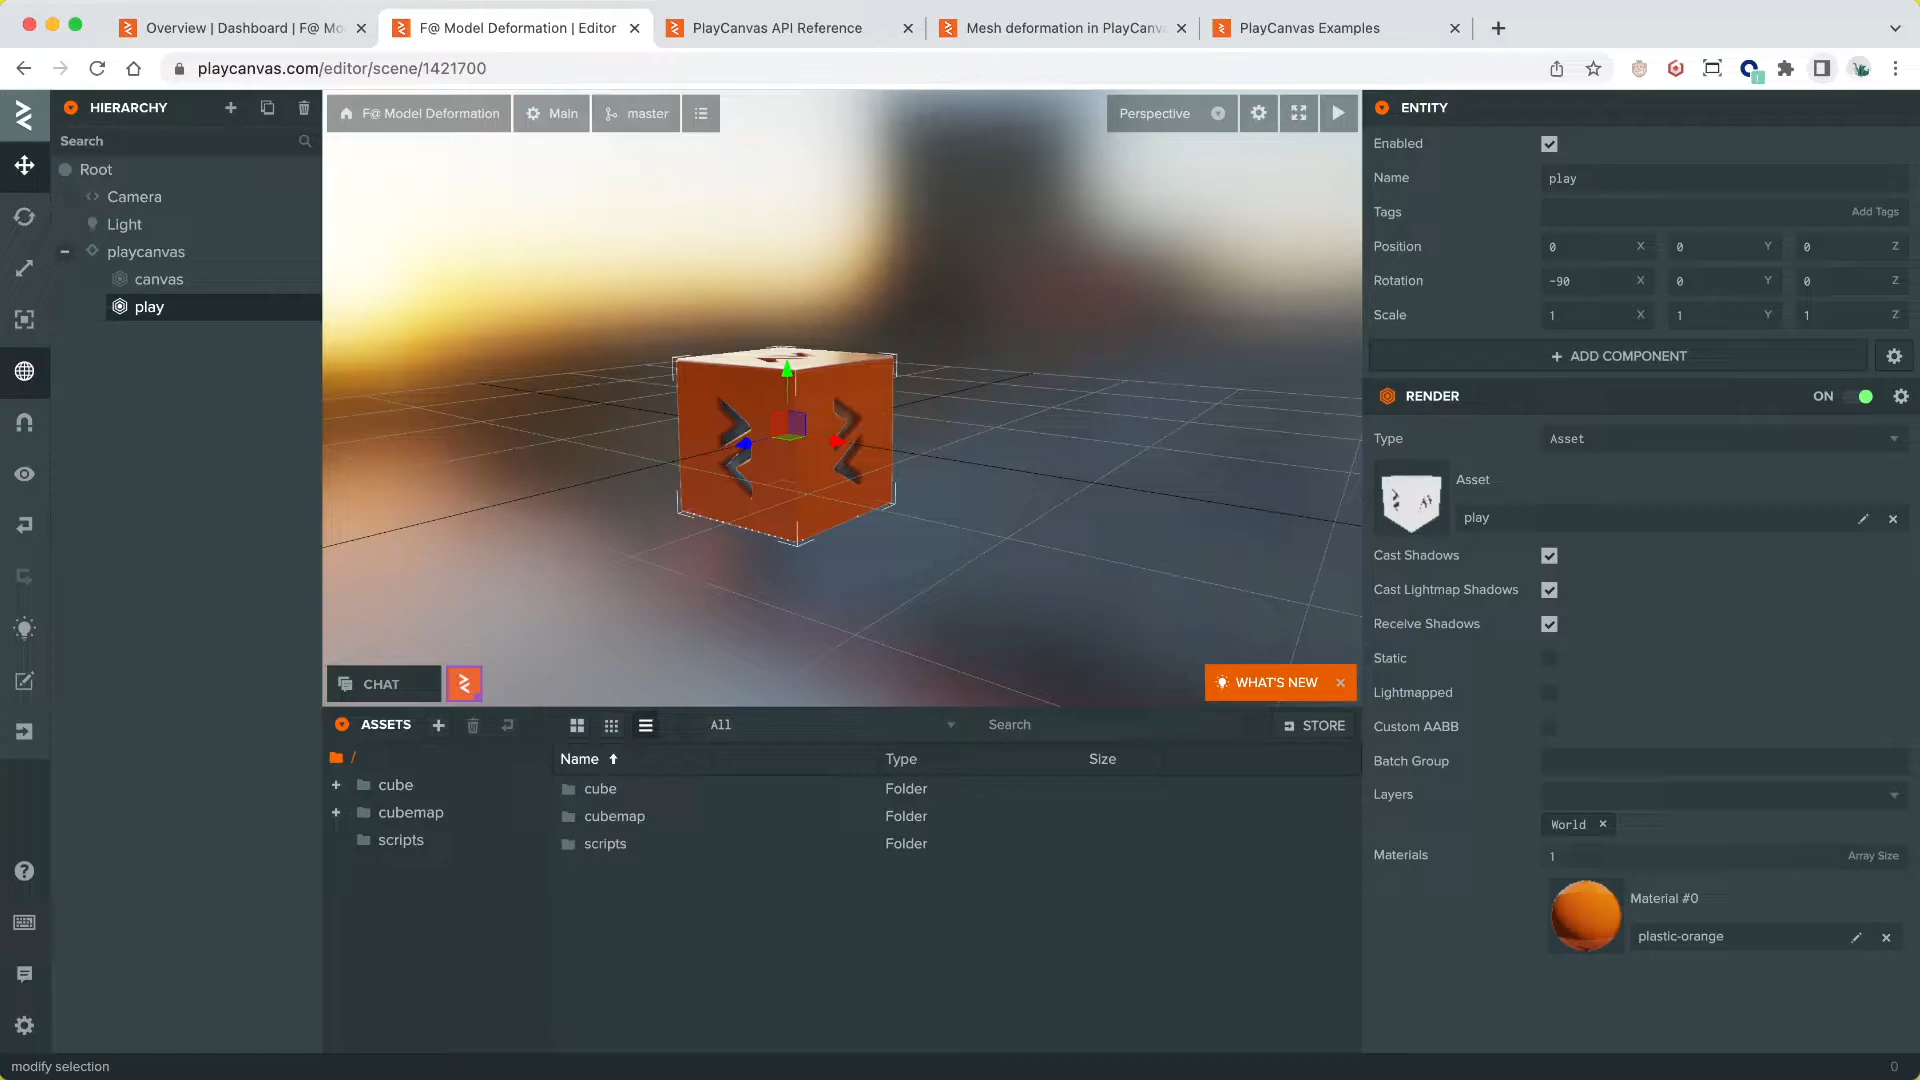 Overview | Dashboard | F@ Mo
F@ Model Deformation | Editor
PlayCanvas API Reference
Mesh deformation in PlayCanva
PlayCanvas Examples
playcanvas.com/editor/scene/1421700
HIERARCHY
Search
Root
Camera
Light
playcanvas
canvas
play
F@ Model Deformation
Main
master
Perspective
CHAT
WHAT'S NEW
ASSETS
All
Search
STORE
/
cube
cubemap
scripts
Name
Type
Size
cube
Folder
cubemap
Folder
scripts
Folder
ENTITY
Enabled
Name
play
Tags
Add Tags
Position
0 X 0 Y 0 Z
Rotation
-90 X 0 Y 0 Z
Scale
1 X 1 Y 1 Z
ADD COMPONENT
RENDER
ON
Type
Asset
Asset
play
Cast Shadows
Cast Lightmap Shadows
Receive Shadows
Static
Lightmapped
Custom AABB
Batch Group
Layers
World
Materials
1
Array Size
Material #0
plastic-orange
modify selection
0